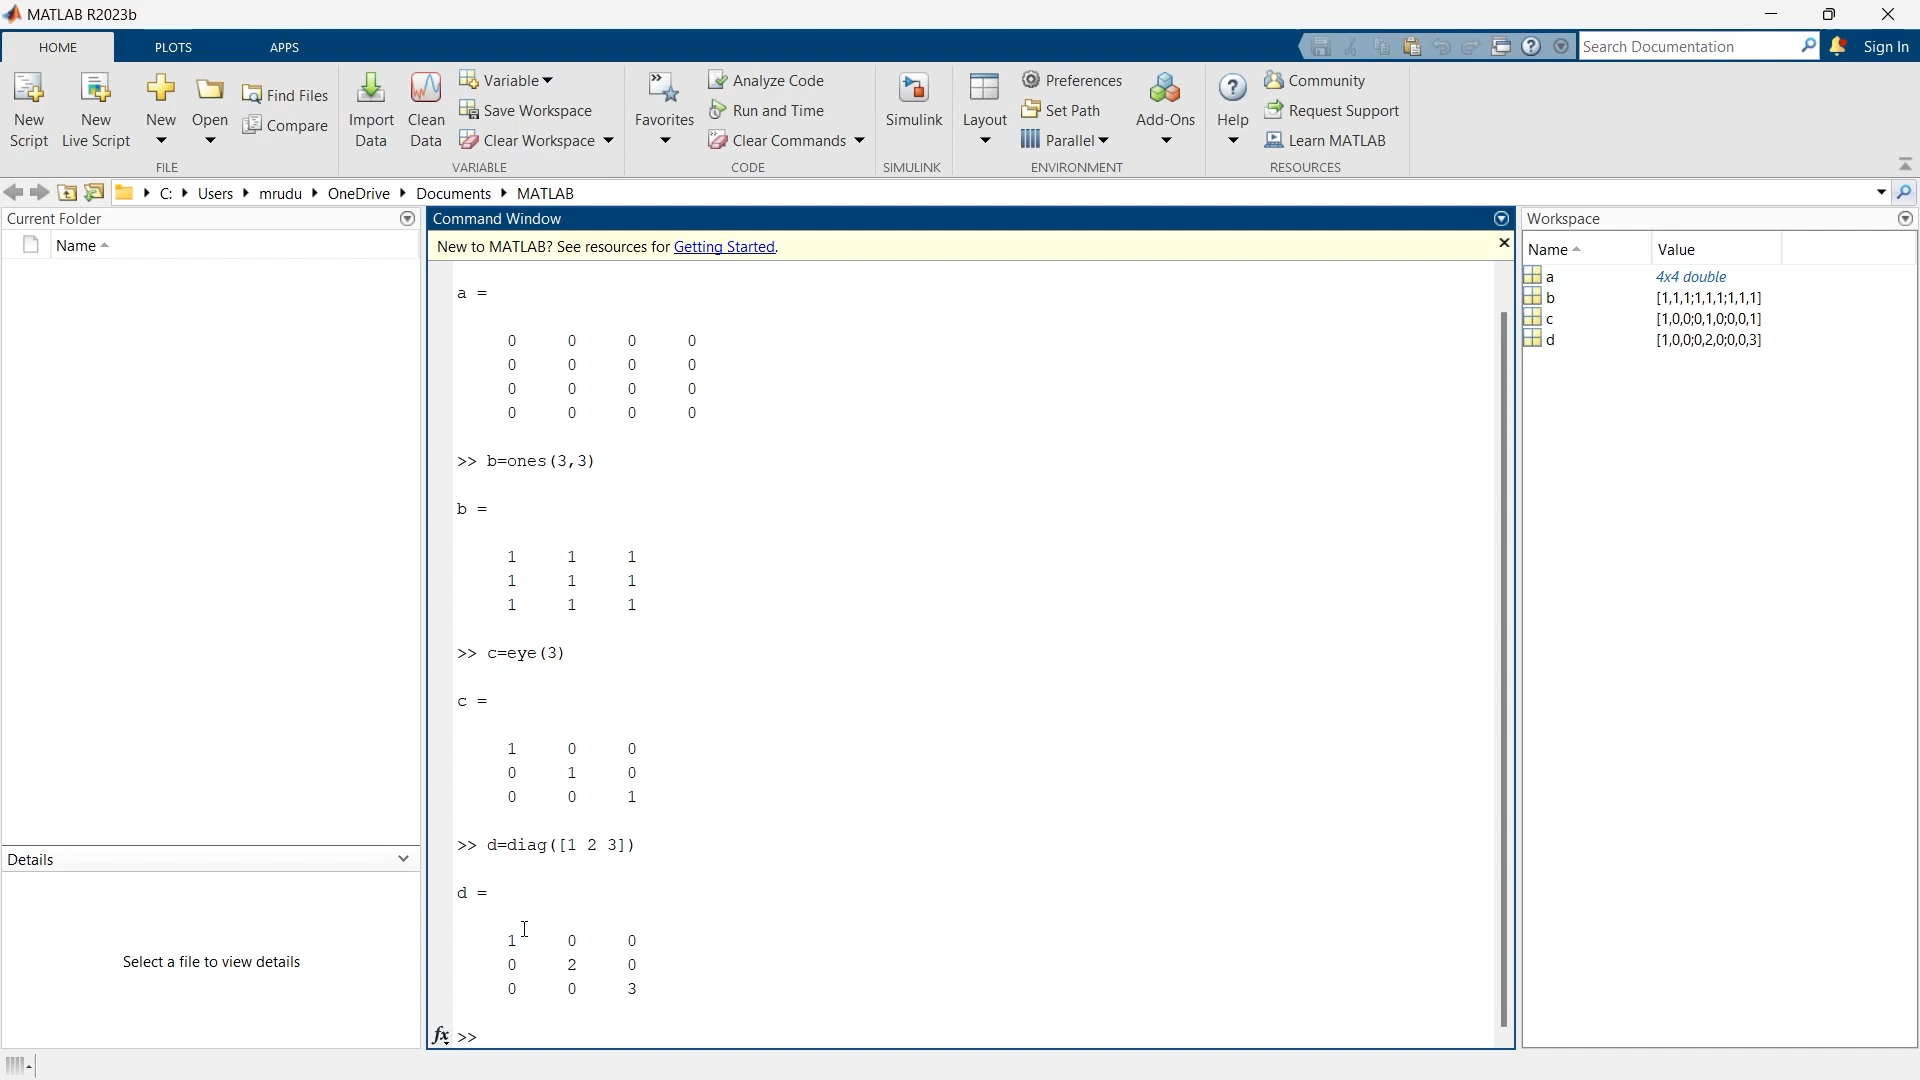 MATLAB R2023b
HOME PLOTS APPS
Search Documentation
Sign In
New Script
New Live Script
New
Open
Find Files
Compare
FILE
Import Data
Clean Data
Variable
Save Workspace
Clear Workspace
VARIABLE
Favorites
Analyze Code
Run and Time
Clear Commands
CODE
Simulink
SIMULINK
Layout
Preferences
Set Path
Parallel
Add-Ons
ENVIRONMENT
Help
Community
Request Support
Learn MATLAB
RESOURCES
C: Users mrudu OneDrive Documents MATLAB
Current Folder
Name
Details
Select a file to view details
Command Window
New to MATLAB? See resources for Getting Started.
a =
0 0 0 0
0 0 0 0
0 0 0 0
0 0 0 0
>> b=ones(3,3)
b =
1 1 1
1 1 1
1 1 1
>> c=eye(3)
c =
1 0 0
0 1 0
0 0 1
>> d=diag([1 2 3])
d =
1 0 0
0 2 0
0 0 3
fx >>
Workspace
Name Value
a 4x4 double
b [1,1,1;1,1,1;1,1,1]
c [1,0,0;0,1,0;0,0,1]
d [1,0,0;0,2,0;0,0,3]